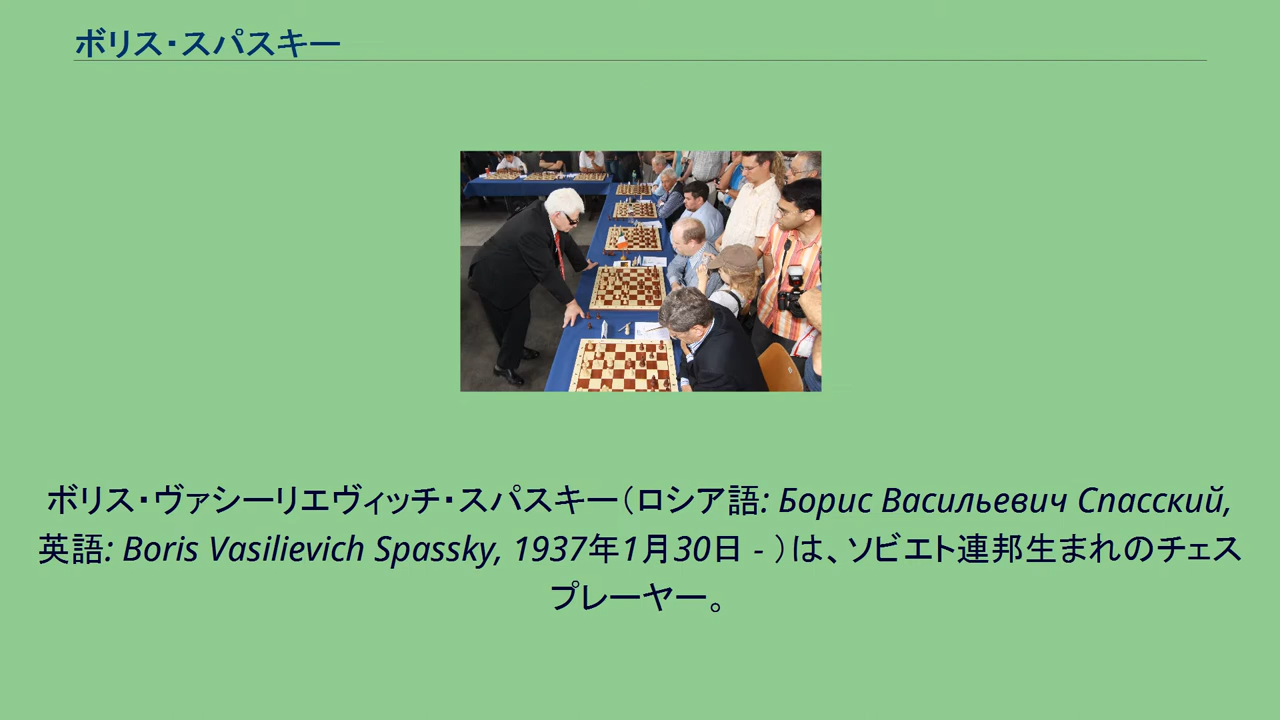 ボリス・スパスキー
ボリス・ヴァシーリエヴィッチ・スパスキー（ロシア語: Борис Васильевич Спасский,
英語: Boris Vasilievich Spassky, 1937年1月30日 - ）は、ソビエト連邦生まれのチェス
プレーヤー。